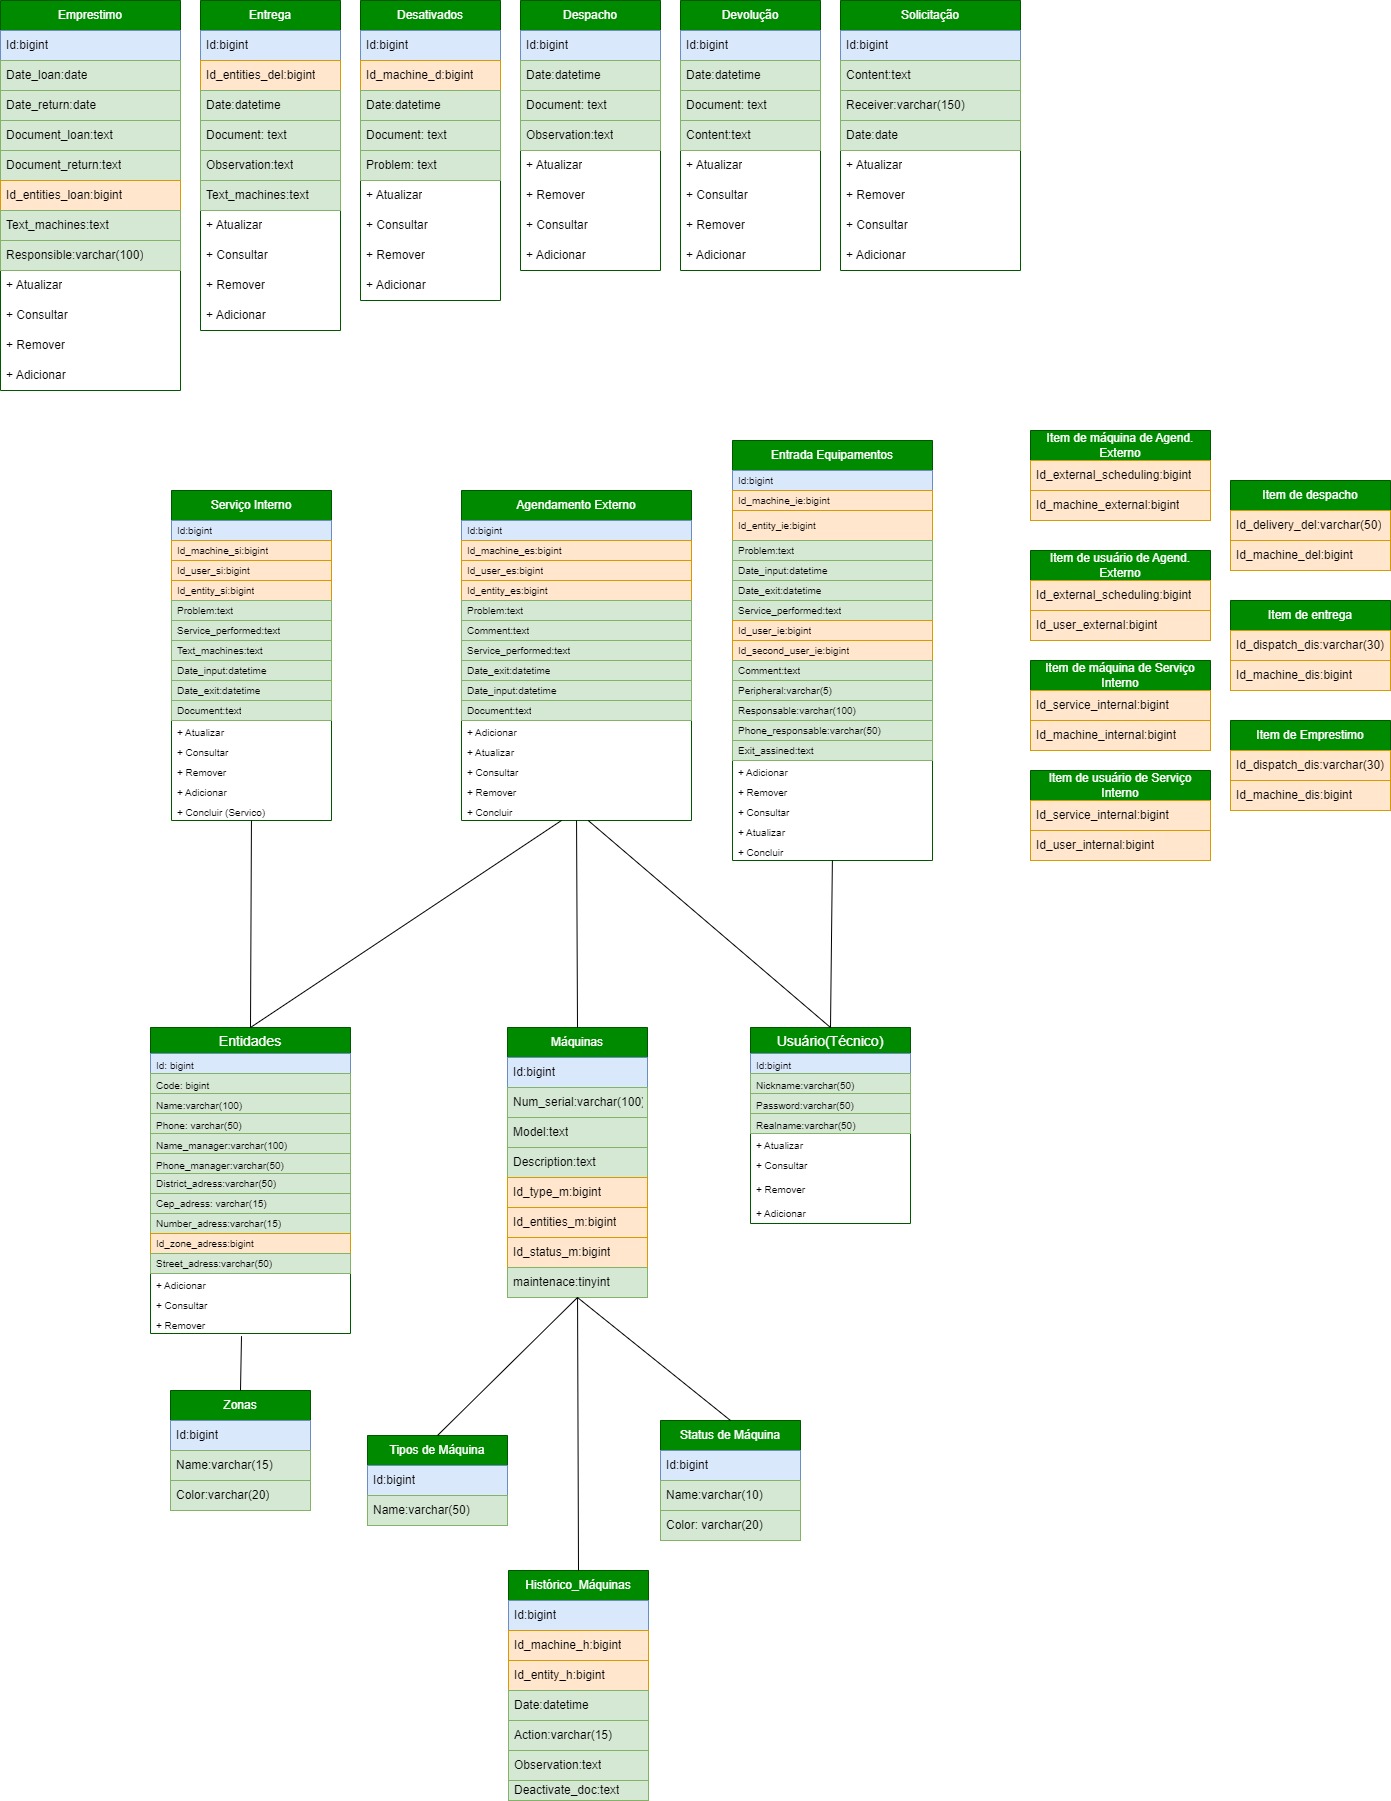 Emprestimo
Id:bigint
Date_loan:date
Date_return:date
Document_loan:text
Document_return:text
Id_entities_loan:bigint
Text_machines:text
Responsible:varchar(100)
+ Atualizar
+ Consultar
+ Remover
+ Adicionar
Entrega
Id:bigint
Id_entities_del:bigint
Date:datetime
Document: text
Observation:text
Text_machines:text
+ Atualizar
+ Consultar
+ Remover
+ Adicionar
Desativados
Id:bigint
Id_machine_d:bigint
Date:datetime
Document: text
Problem: text
+ Atualizar
+ Consultar
+ Remover
+ Adicionar
Despacho
Id:bigint
Date:datetime
Document: text
Observation:text
+ Atualizar
+ Remover
+ Consultar
+ Adicionar
Devolução
Id:bigint
Date:datetime
Document: text
Content:text
+ Atualizar
+ Consultar
+ Remover
+ Adicionar
Solicitação
Id:bigint
Content:text
Receiver:varchar(150)
Date:date
+ Atualizar
+ Remover
+ Consultar
+ Adicionar
Serviço Interno
Id:bigint
Id_machine_si:bigint
Id_user_si:bigint
Id_entity_si:bigint
Problem:text
Service_performed:text
Text_machines:text
Date_input:datetime
Date_exit:datetime
Document:text
+ Atualizar
+ Consultar
+ Remover
+ Adicionar
+ Concluir (Servico)
Agendamento Externo
Id:bigint
Id_machine_es:bigint
Id_user_es:bigint
Id_entity_es:bigint
Problem:text
Comment:text
Service_performed:text
Date_exit:datetime
Date_input:datetime
Document:text
+ Adicionar
+ Atualizar
+ Consultar
+ Remover
+ Concluir
Entrada Equipamentos
Id:bigint
Id_machine_ie:bigint
Id_entity_ie:bigint
Problem:text
Date_input:datetime
Date_exit:datetime
Service_performed:text
Id_user_ie:bigint
Id_second_user_ie:bigint
Comment:text
Peripheral:varchar(5)
Responsable:varchar(100)
Phone_responsable:varchar(50)
Exit_assined:text
+ Adicionar
+ Remover
+ Consultar
+ Atualizar
+ Concluir
Item de máquina de Agend.
Externo
Id_external_scheduling:bigint
Id_machine_external:bigint
Item de usuário de Agend.
Externo
Id_external_scheduling:bigint
Id_user_external:bigint
Item de máquina de Serviço
Interno
Id_service_internal:bigint
Id_machine_internal:bigint
Item de usuário de Serviço
Interno
Id_service_internal:bigint
Id_user_internal:bigint
Item de despacho
Id_delivery_del:varchar(50)
Id_machine_del:bigint
Item de entrega
Id_dispatch_dis:varchar(30)
Id_machine_dis:bigint
Item de Emprestimo
Id_dispatch_dis:varchar(30)
Id_machine_dis:bigint
Entidades
Id: bigint
Code: bigint
Name:varchar(100)
Phone: varchar(50)
Name_manager:varchar(100)
Phone_manager:varchar(50)
District_adress:varchar(50)
Cep_adress: varchar(15)
Number_adress:varchar(15)
Id_zone_adress:bigint
Street_adress:varchar(50)
+ Adicionar
+ Consultar
+ Remover
Máquinas
Id:bigint
Num_serial:varchar(100)
Model:text
Description:text
Id_type_m:bigint
Id_entities_m:bigint
Id_status_m:bigint
maintenace:tinyint
Usuário(Técnico)
Id:bigint
Nickname:varchar(50)
Password:varchar(50)
Realname:varchar(50)
+ Atualizar
+ Consultar
+ Remover
+ Adicionar
Zonas
Id:bigint
Name:varchar(15)
Color:varchar(20)
Tipos de Máquina
Id:bigint
Name:varchar(50)
Status de Máquina
Id:bigint
Name:varchar(10)
Color: varchar(20)
Histórico_Máquinas
Id:bigint
Id_machine_h:bigint
Id_entity_h:bigint
Date:datetime
Action:varchar(15)
Observation:text
Deactivate_doc:text